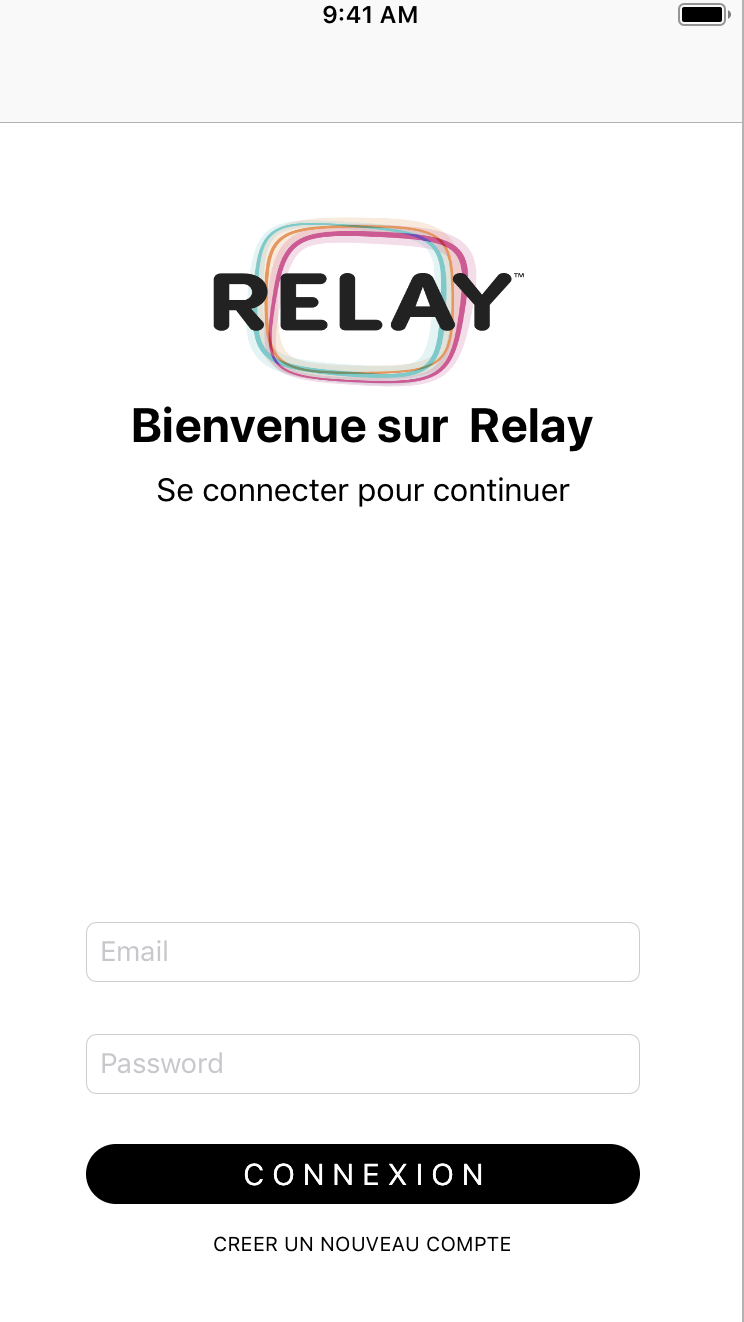 9:41 AM
RELAY™
Bienvenue sur  Relay
Se connecter pour continuer
Email
Password
CONNEXION
CREER UN NOUVEAU COMPTE